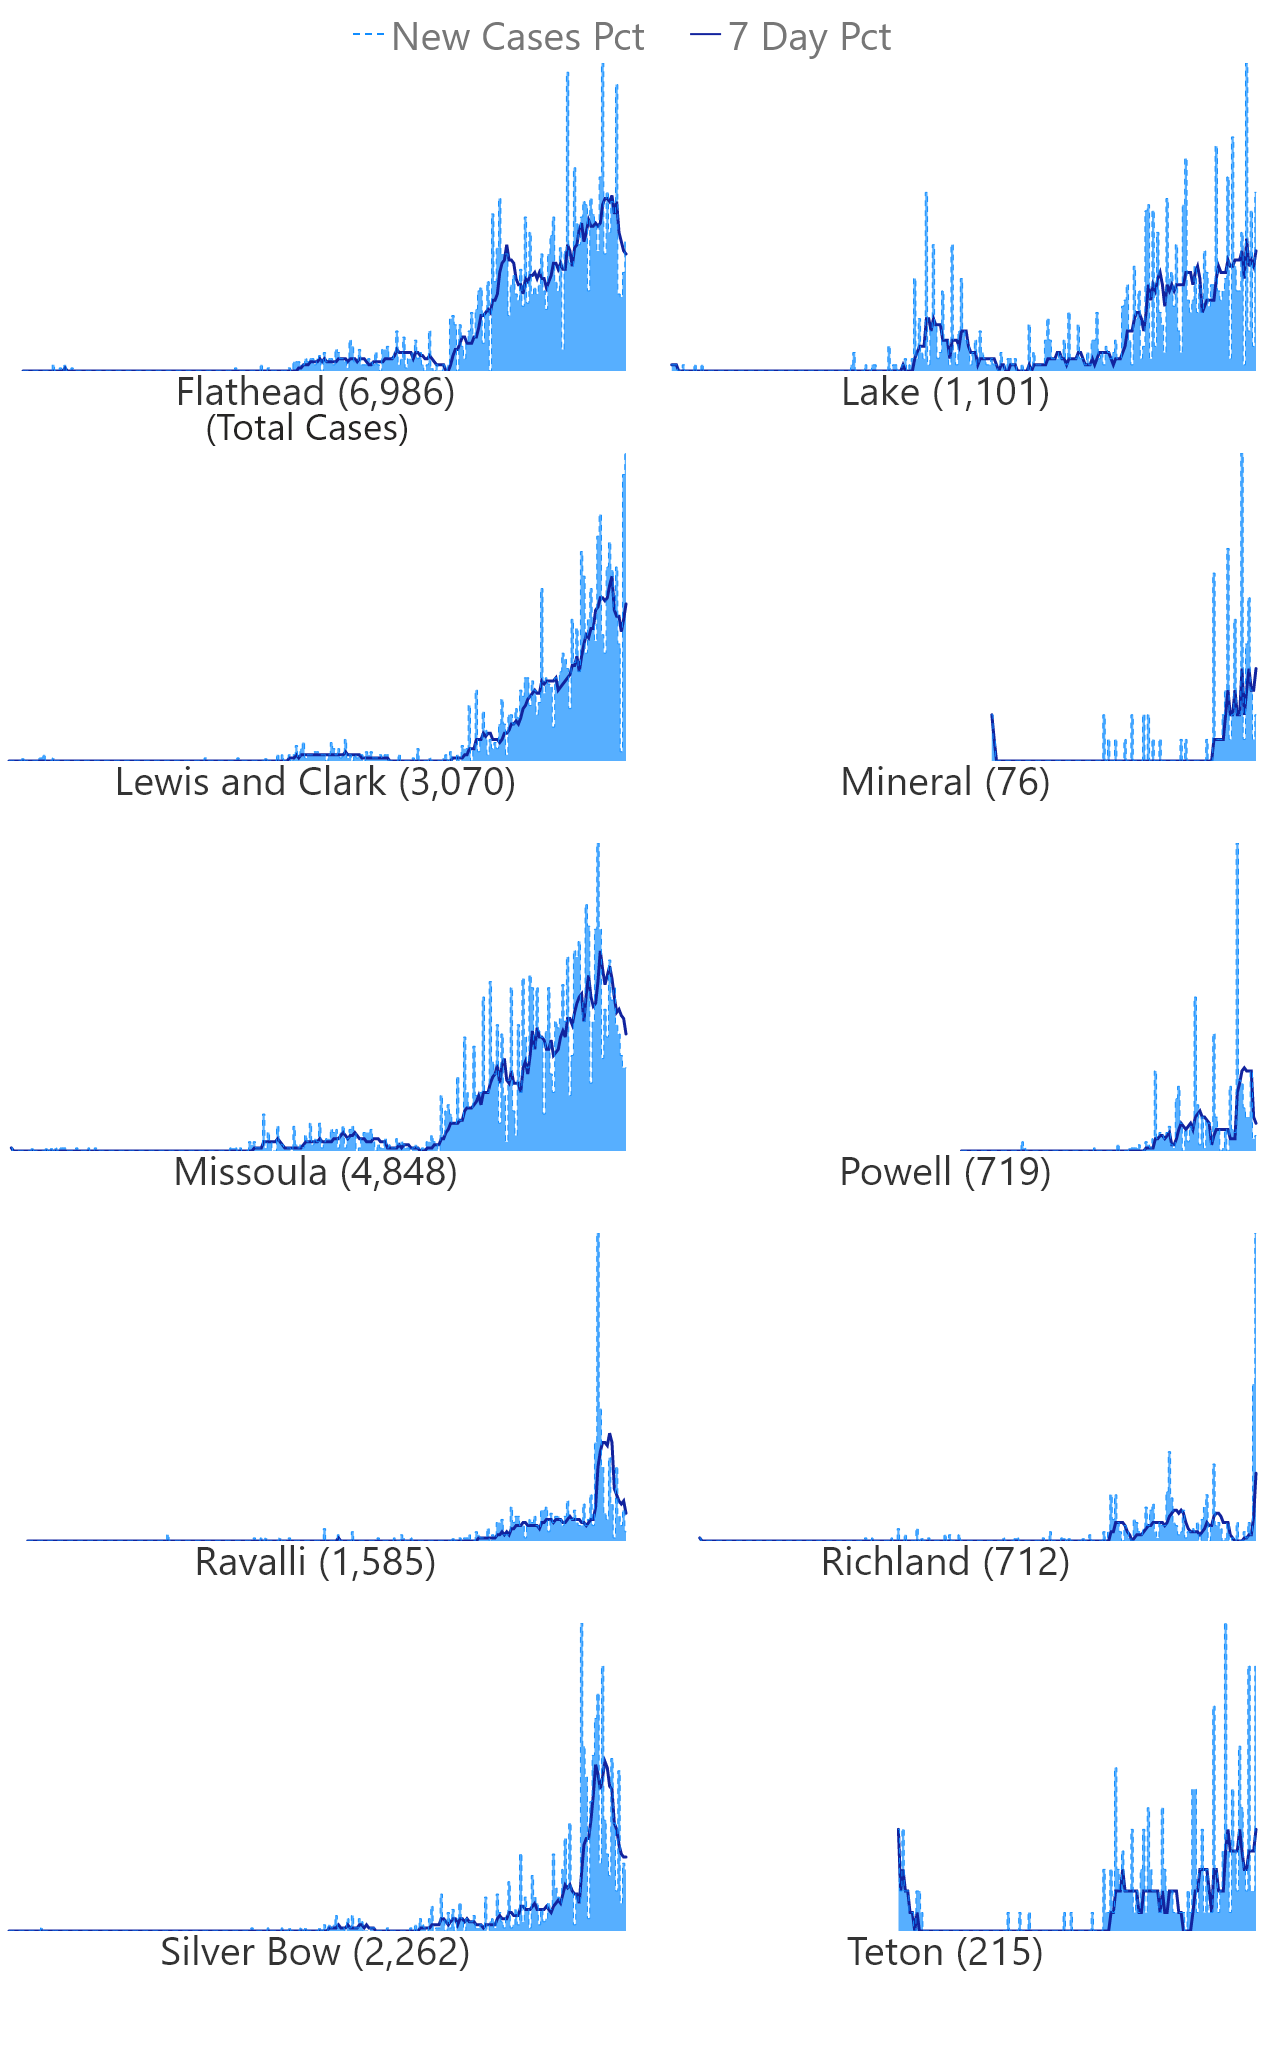 New Cases Pct 7 Day Pct
Flathead (6,986) Lake (1,101)
(Total Cases)
Lewis and Clark (3,070) Mineral (76)
Missoula (4,848) Powell (719)
Ravalli (1,585) Richland (712)
Silver Bow (2,262) Teton (215)